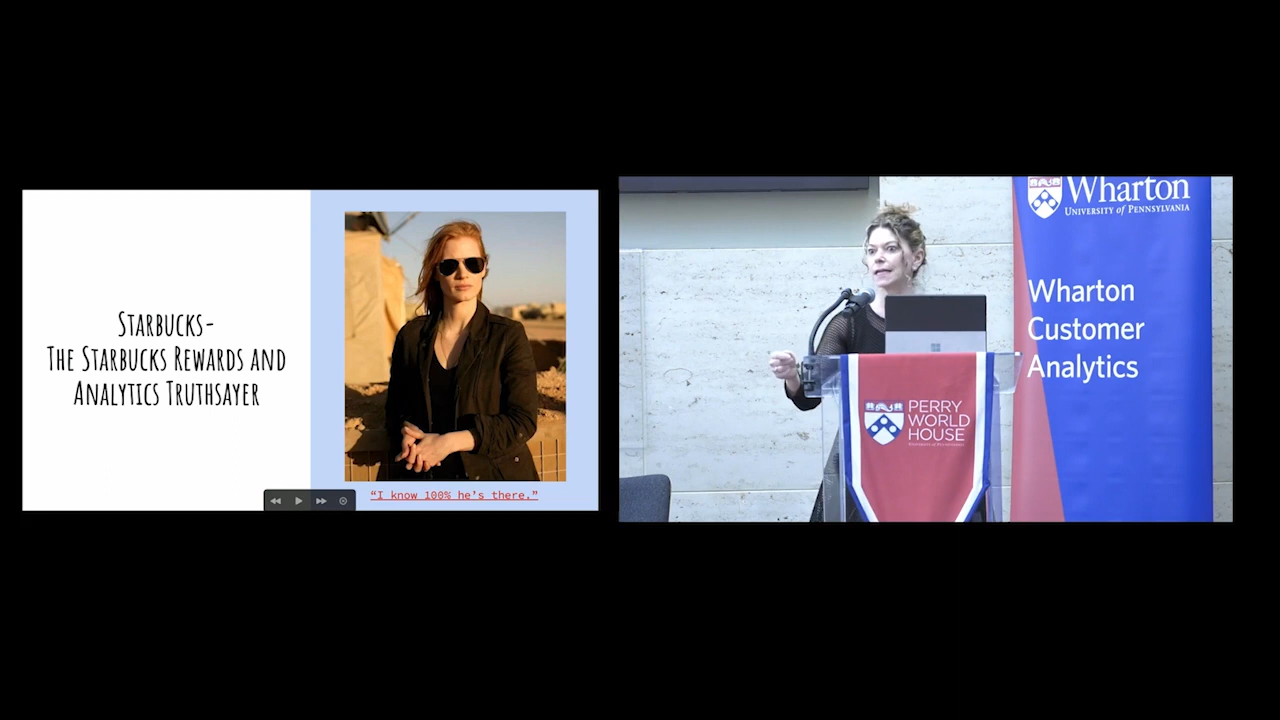 STARBUCKS-
THE STARBUCKS REWARDS AND
ANALYTICS TRUTHSAYER
“I know 100% he’s there.”
Wharton
UNIVERSITY of PENNSYLVANIA
Wharton
Customer
Analytics
PERRY
WORLD
HOUSE